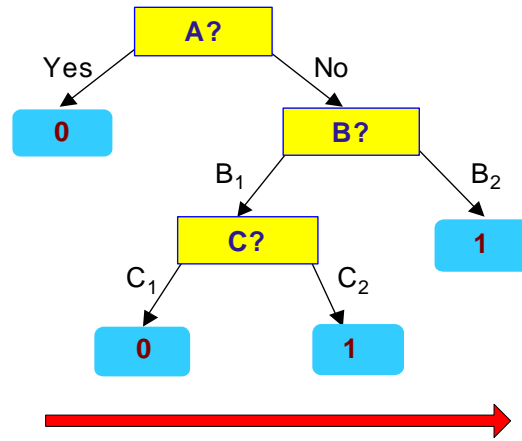 A?
Yes
No
0
B?
B₁
B₂
C?
1
C₁
C₂
0
1